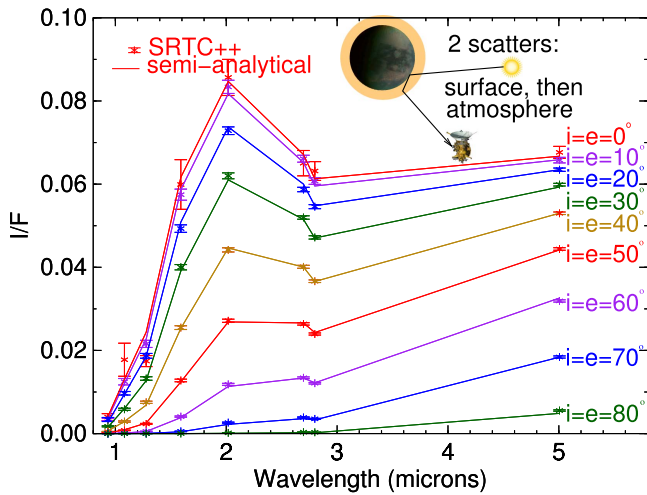 SRTC++
semi-analytical
2 scatters:
surface, then
atmosphere
0.10
0.08
0.06
0.04
0.02
0.00
I/F
i=e=0°
i=e=10°
i=e=20°
i=e=30°
i=e=40°
i=e=50°
i=e=60°
i=e=70°
i=e=80°
1 2 3 4 5
Wavelength (microns)